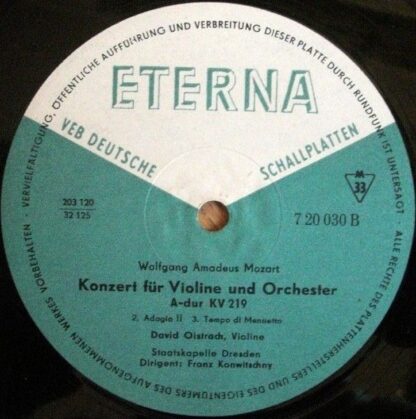 VERVIELFÄLTIGUNG, ÖFFENTLICHE AUFFÜHRUNG UND VERBREITUNG DIESER PLATTE DURCH RUNDFUNK IST UNTERSAGT · ALLE RECHTE DES PLATTENHERSTELLERS UND DES EIGENTÜMERS DES AUFGENOMMENEN WERKES VORBEHALTEN ·
ETERNA
VEB DEUTSCHE SCHALLPLATTEN
203 120
32 125
M
33
7 20 030 B
Wolfgang Amadeus Mozart
Konzert für Violine und Orchester
A-dur KV 219
2. Adagio II 3. Tempo di Menuetto
David Oistrach, Violine
Staatskapelle Dresden
Dirigent: Franz Konwitschny